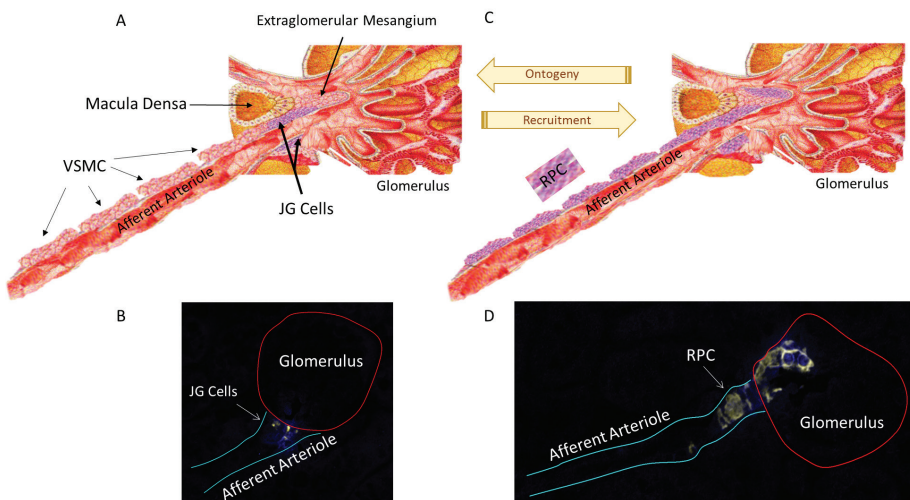 A
Extraglomerular Mesangium
Macula Densa
VSMC
Afferent Arteriole
JG Cells
Glomerulus
C
Ontogeny
Recruitment
RPC
Afferent Arteriole
Glomerulus
B
Glomerulus
JG Cells
Afferent Arteriole
D
RPC
Afferent Arteriole
Glomerulus